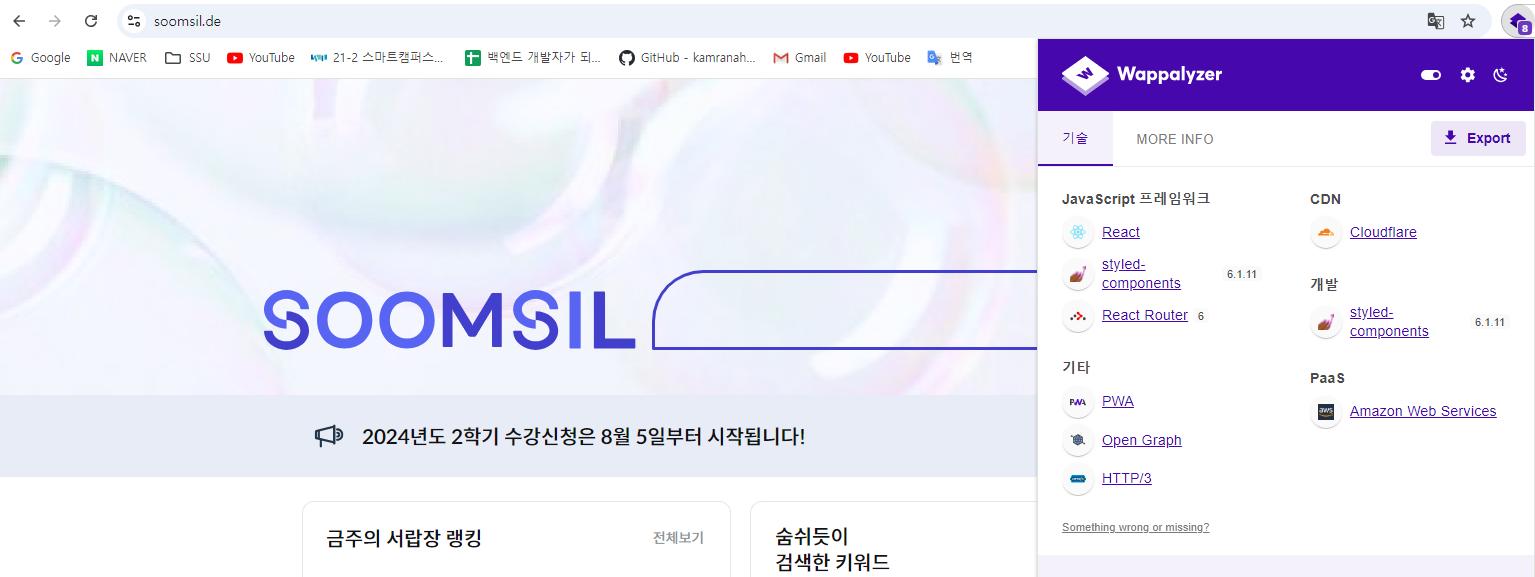 soomsil.de
8
Google
NAVER
SSU
YouTube
21-2 스마트캠퍼스...
백엔드 개발자가 되...
GitHub - kamranah...
Gmail
YouTube
번역
Wappalyzer
기술
MORE INFO
Export
JavaScript 프레임워크
React
styled-
components
6.1.11
React Router 6
기타
PWA
PWA
Open Graph
HTTP/3
Something wrong or missing?
CDN
Cloudflare
개발
styled-
components
6.1.11
PaaS
aws
Amazon Web Services
SOOMSIL
2024년도 2학기 수강신청은 8월 5일부터 시작됩니다!
금주의 서랍장 랭킹
전체보기
숨쉬듯이
검색한 키워드